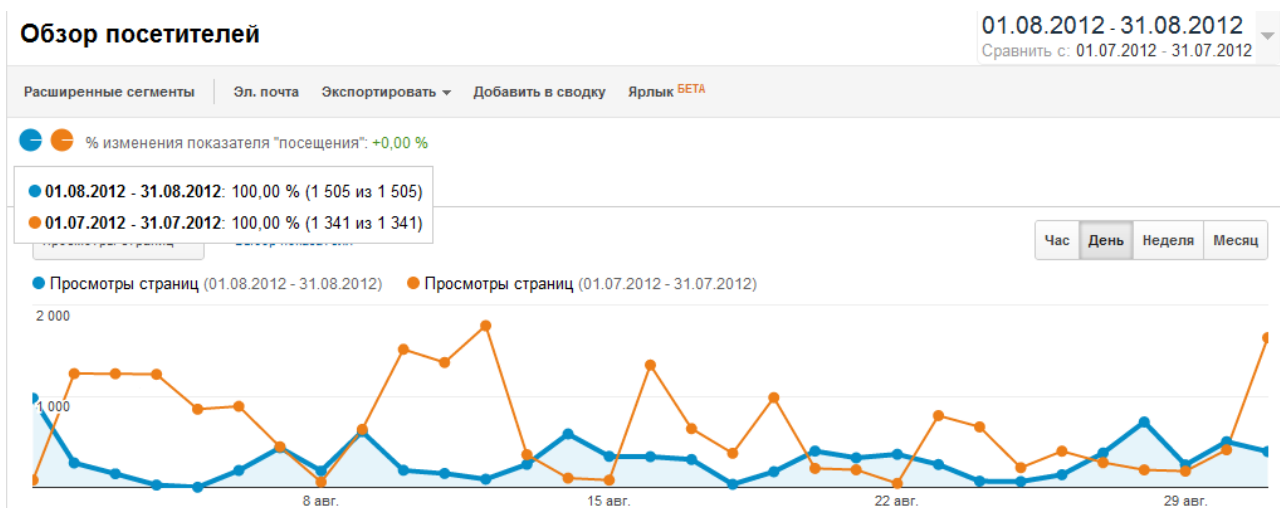 Обзор посетителей
01.08.2012 - 31.08.2012
Сравнить с: 01.07.2012 - 31.07.2012
Расширенные сегменты Эл. почта Экспортировать Добавить в сводку Ярлык БЕТА
% изменения показателя "посещения": +0,00 %
01.08.2012 - 31.08.2012: 100,00 % (1 505 из 1 505)
01.07.2012 - 31.07.2012: 100,00 % (1 341 из 1 341)
Час День Неделя Месяц
Просмотры страниц (01.08.2012 - 31.08.2012) Просмотры страниц (01.07.2012 - 31.07.2012)
2 000
1 000
8 авг. 15 авг. 22 авг. 29 авг.